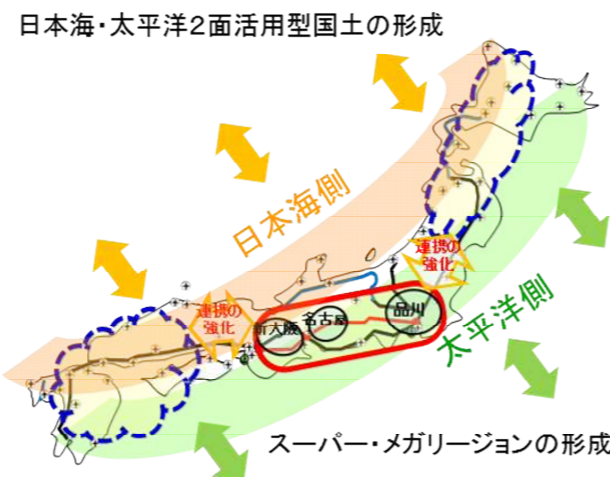 日本海・太平洋２面活用型国土の形成
日本海側
連携の
強化
連携の
強化
新大阪
名古屋
品川
太平洋側
スーパー・メガリージョンの形成